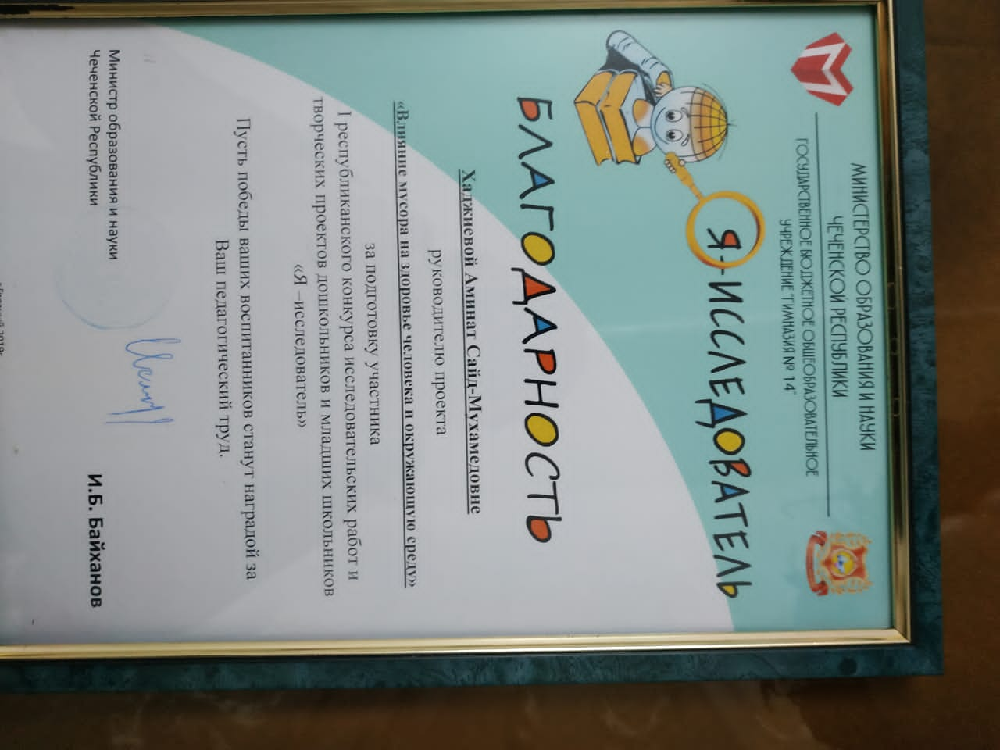 МИНИСТЕРСТВО ОБРАЗОВАНИЯ И НАУКИ
ЧЕЧЕНСКОЙ РЕСПУБЛИКИ
ГОСУДАРСТВЕННОЕ БЮДЖЕТНОЕ ОБЩЕОБРАЗОВАТЕЛЬНОЕ
УЧРЕЖДЕНИЕ "ГИМНАЗИЯ № 14"
Я-ИССЛЕДОВАТЕЛЬ
БЛАГОДАРНОСТЬ
Хаджиевой Аминат Сайд-Мухамедовне
руководителю проекта
«Влияние мусора на здоровье человека и окружающую среду»
за подготовку участника
I республиканского конкурса исследовательских работ и
творческих проектов дошкольников и младших школьников
«Я –исследователь»
Пусть победы ваших воспитанников станут наградой за
Ваш педагогический труд.
Министр образования и науки
Чеченской Республики
И.Б. Байханов